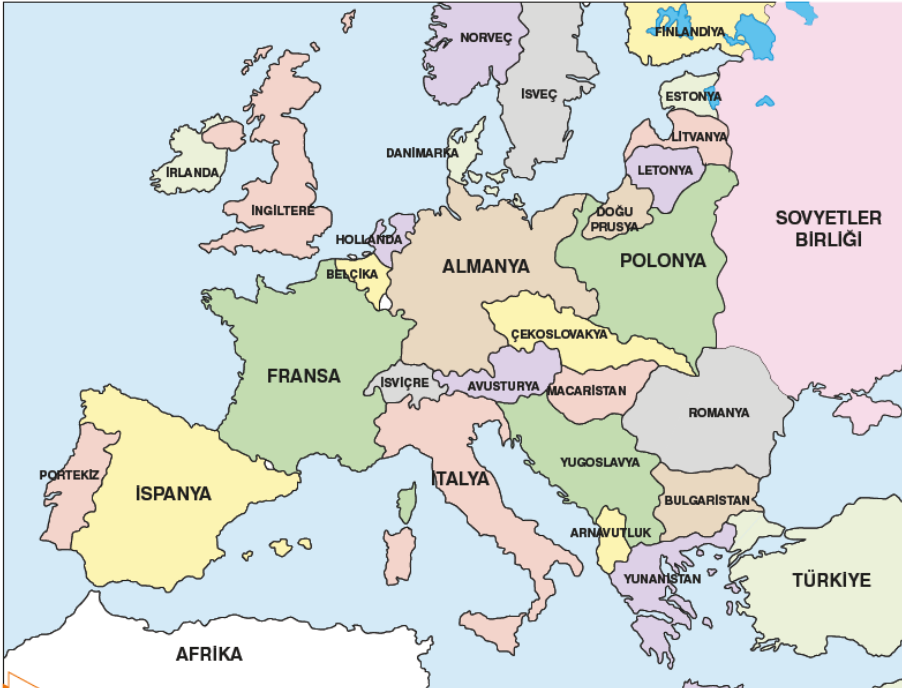 NORVEÇ
FİNLANDİYA
İSVEÇ
ESTONYA
LİTVANYA
DANİMARKA
LETONYA
İRLANDA
İNGİLTERE
DOĞU
PRUSYA
SOVYETLER
BİRLİĞİ
HOLLANDA
POLONYA
ALMANYA
BELÇİKA
ÇEKOSLOVAKYA
FRANSA
İSVİÇRE
AVUSTURYA
MACARİSTAN
ROMANYA
YUGOSLAVYA
PORTEKİZ
İSPANYA
İTALYA
BULGARİSTAN
ARNAVUTLUK
YUNANİSTAN
TÜRKİYE
AFRİKA